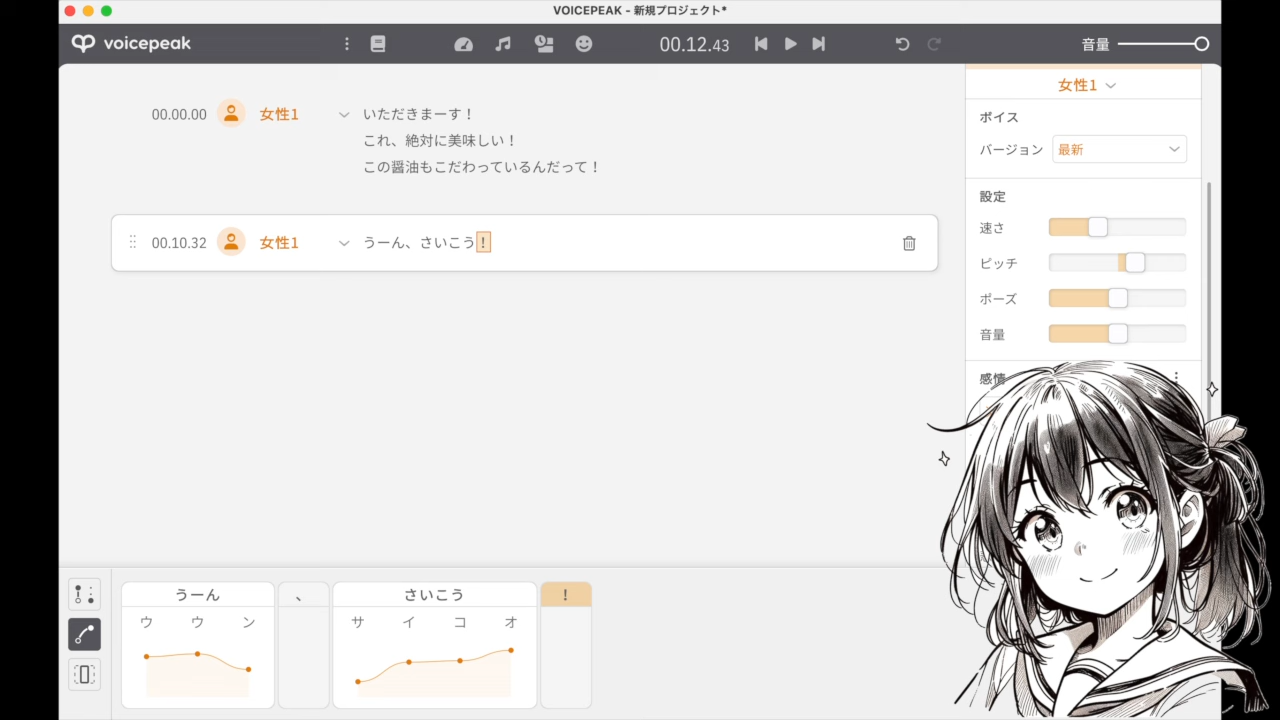 VOICEPEAK - 新規プロジェクト*
voicepeak
00.12.43
音量
00.00.00 女性1 いただきまーす！
これ、絶対に美味しい！
この醤油もこだわっているんだって！
00.10.32 女性1 うーん、さいこう！
女性1
ボイス
バージョン 最新
設定
速さ
ピッチ
ポーズ
音量
感情
うーん 、 さいこう ！
ウ ウ ン サ イ コ オ